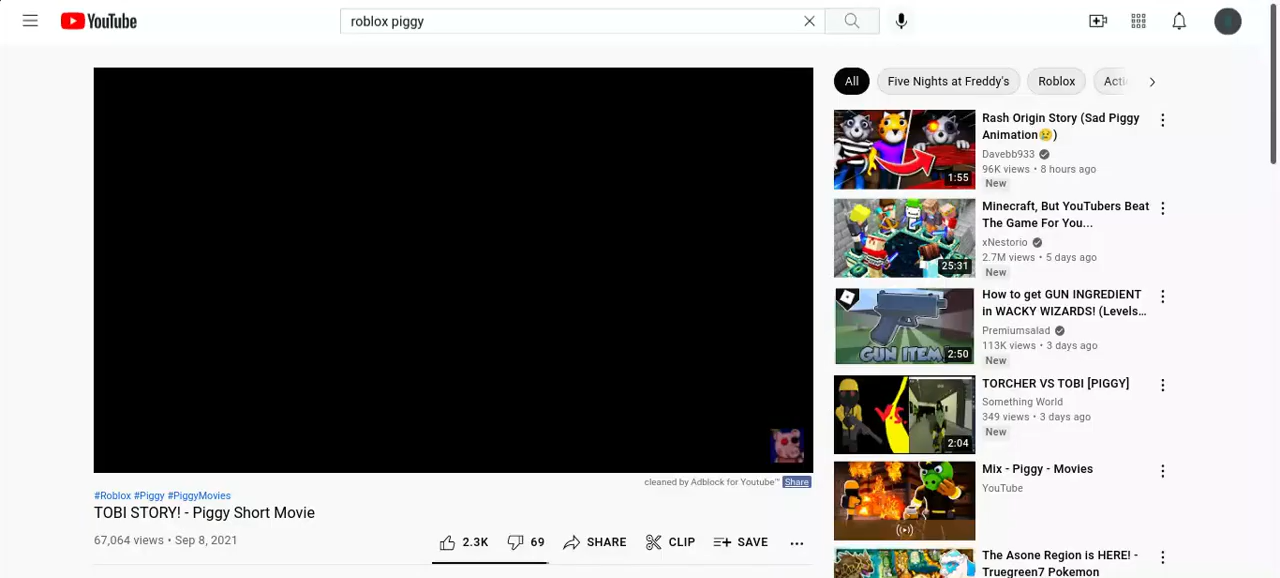 YouTube
roblox piggy
All
Five Nights at Freddy's
Roblox
Rash Origin Story (Sad Piggy
Animation😢)
Davebb933
96K views • 8 hours ago
New
1:55
Minecraft, But YouTubers Beat
The Game For You...
xNestorio
2.7M views • 5 days ago
New
25:31
How to get GUN INGREDIENT
in WACKY WIZARDS! (Levels...
Premiumsalad
113K views • 3 days ago
New
GUN ITEM
2:50
TORCHER VS TOBI [PIGGY]
Something World
349 views • 3 days ago
New
2:04
Mix - Piggy - Movies
YouTube
The Asone Region is HERE! -
Truegreen7 Pokemon
cleaned by Adblock for Youtube™ Share
#Roblox #Piggy #PiggyMovies
TOBI STORY! - Piggy Short Movie
67,064 views • Sep 8, 2021
2.3K
69
SHARE
CLIP
SAVE